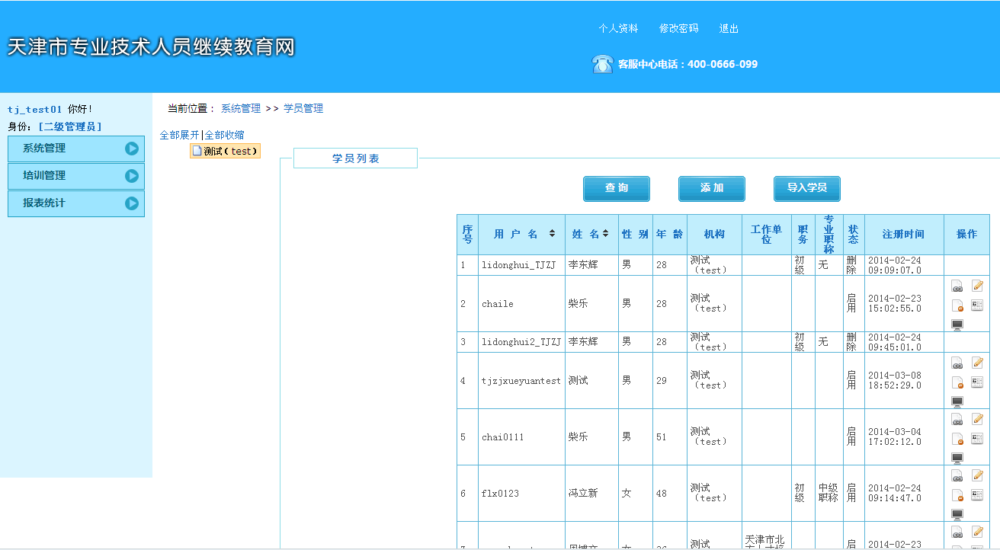 个人资料 修改密码 退出
天津市专业技术人员继续教育网
客服中心电话：400-0666-099
tj_test01 你好！
身份：[二级管理员]
系统管理
培训管理
报表统计
当前位置： 系统管理 >> 学员管理
全部展开|全部收缩
测试(test)
学员列表
查询 添加 导入学员
序号 用户名 姓名 性别 年龄 机构 工作单位 职务 专业职称 状态 注册时间 操作
1 lidonghui_TJZJ 李东辉 男 28 测试（test） 初级 无 删除 2014-02-24 09:09:07.0
2 chaile 柴乐 男 28 测试（test） 启用 2014-02-23 15:02:55.0
3 lidonghui2_TJZJ 李东辉 男 28 测试（test） 初级 无 删除 2014-02-24 09:45:01.0
4 tjzjxueyuantest 测试 男 29 测试（test） 启用 2014-03-08 18:52:29.0
5 chai0111 柴乐 男 51 测试（test） 启用 2014-03-04 17:02:12.0
6 flx0123 冯立新 女 48 测试（test） 初级 中级职称 启用 2014-02-24 09:14:47.0
测试 天津市北 启 2014-02-23